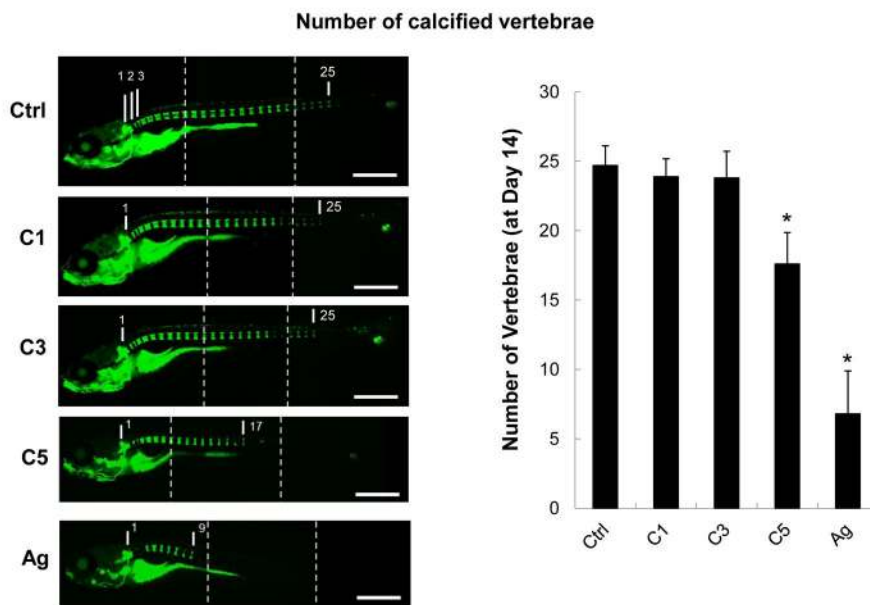 Number of calcified vertebrae
Ctrl
1 2 3
25
C1
1
25
C3
1
25
C5
1
17
Ag
1
9
Number of Vertebrae (at Day 14)
30
25
20
15
10
5
0
*
*
Ctrl
C1
C3
C5
Ag